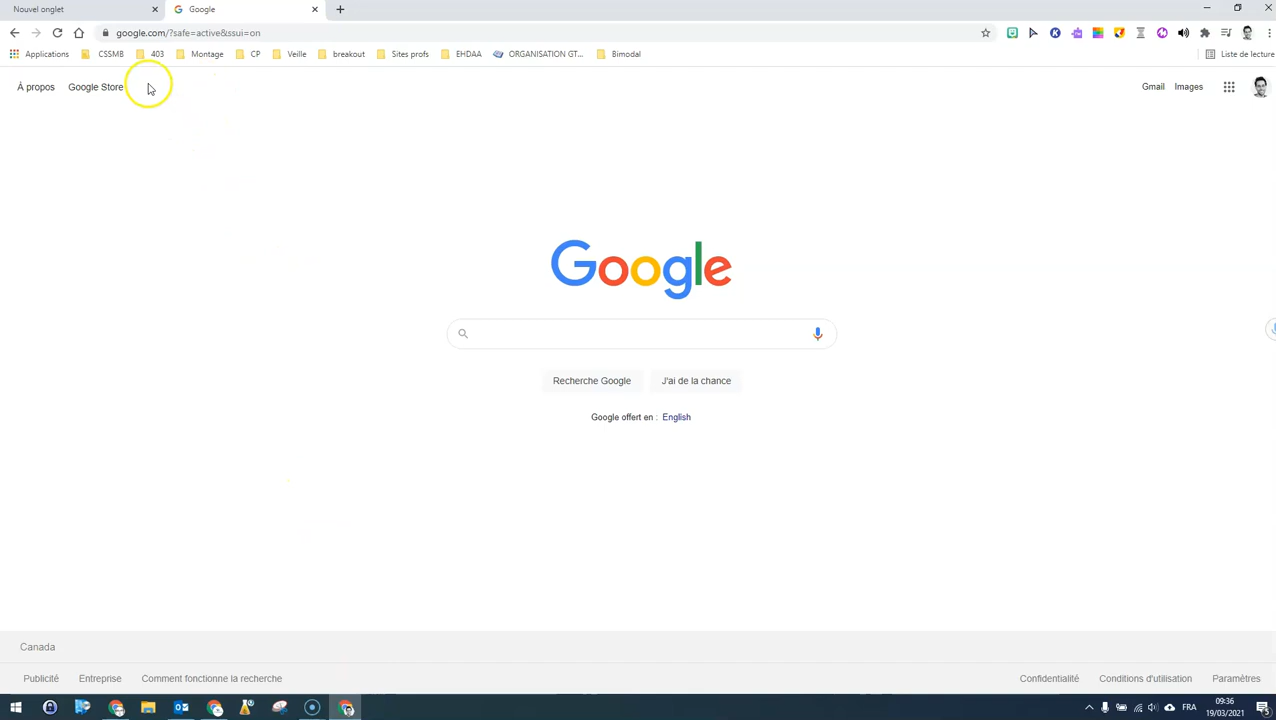 Nouvel onglet
Google
google.com/?safe=active&ssui=on
Applications CSSMB 403 Montage CP Veille breakout Sites profs EHDAA ORGANISATION GT... Bimodal Liste de lecture
À propos Google Store Gmail Images
Google
Recherche Google J'ai de la chance
Google offert en : English
Canada
Publicité Entreprise Comment fonctionne la recherche Confidentialité Conditions d'utilisation Paramètres
FRA 09:36
19/03/2021